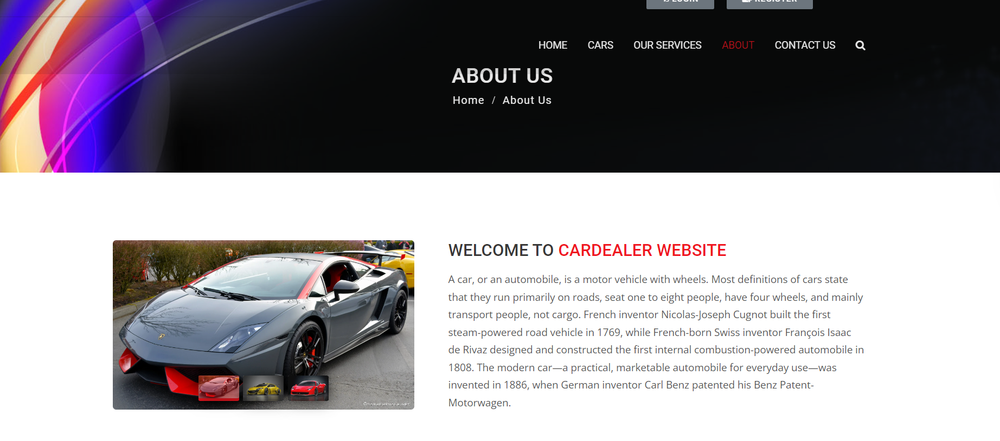 LOGIN
REGISTER
HOME
CARS
OUR SERVICES
ABOUT
CONTACT US
ABOUT US
Home / About Us
WELCOME TO CARDEALER WEBSITE
A car, or an automobile, is a motor vehicle with wheels. Most definitions of cars state
that they run primarily on roads, seat one to eight people, have four wheels, and mainly
transport people, not cargo. French inventor Nicolas-Joseph Cugnot built the first
steam-powered road vehicle in 1769, while French-born Swiss inventor François Isaac
de Rivaz designed and constructed the first internal combustion-powered automobile in
1808. The modern car—a practical, marketable automobile for everyday use—was
invented in 1886, when German inventor Carl Benz patented his Benz Patent-
Motorwagen.
©CARJOURNALS.NET